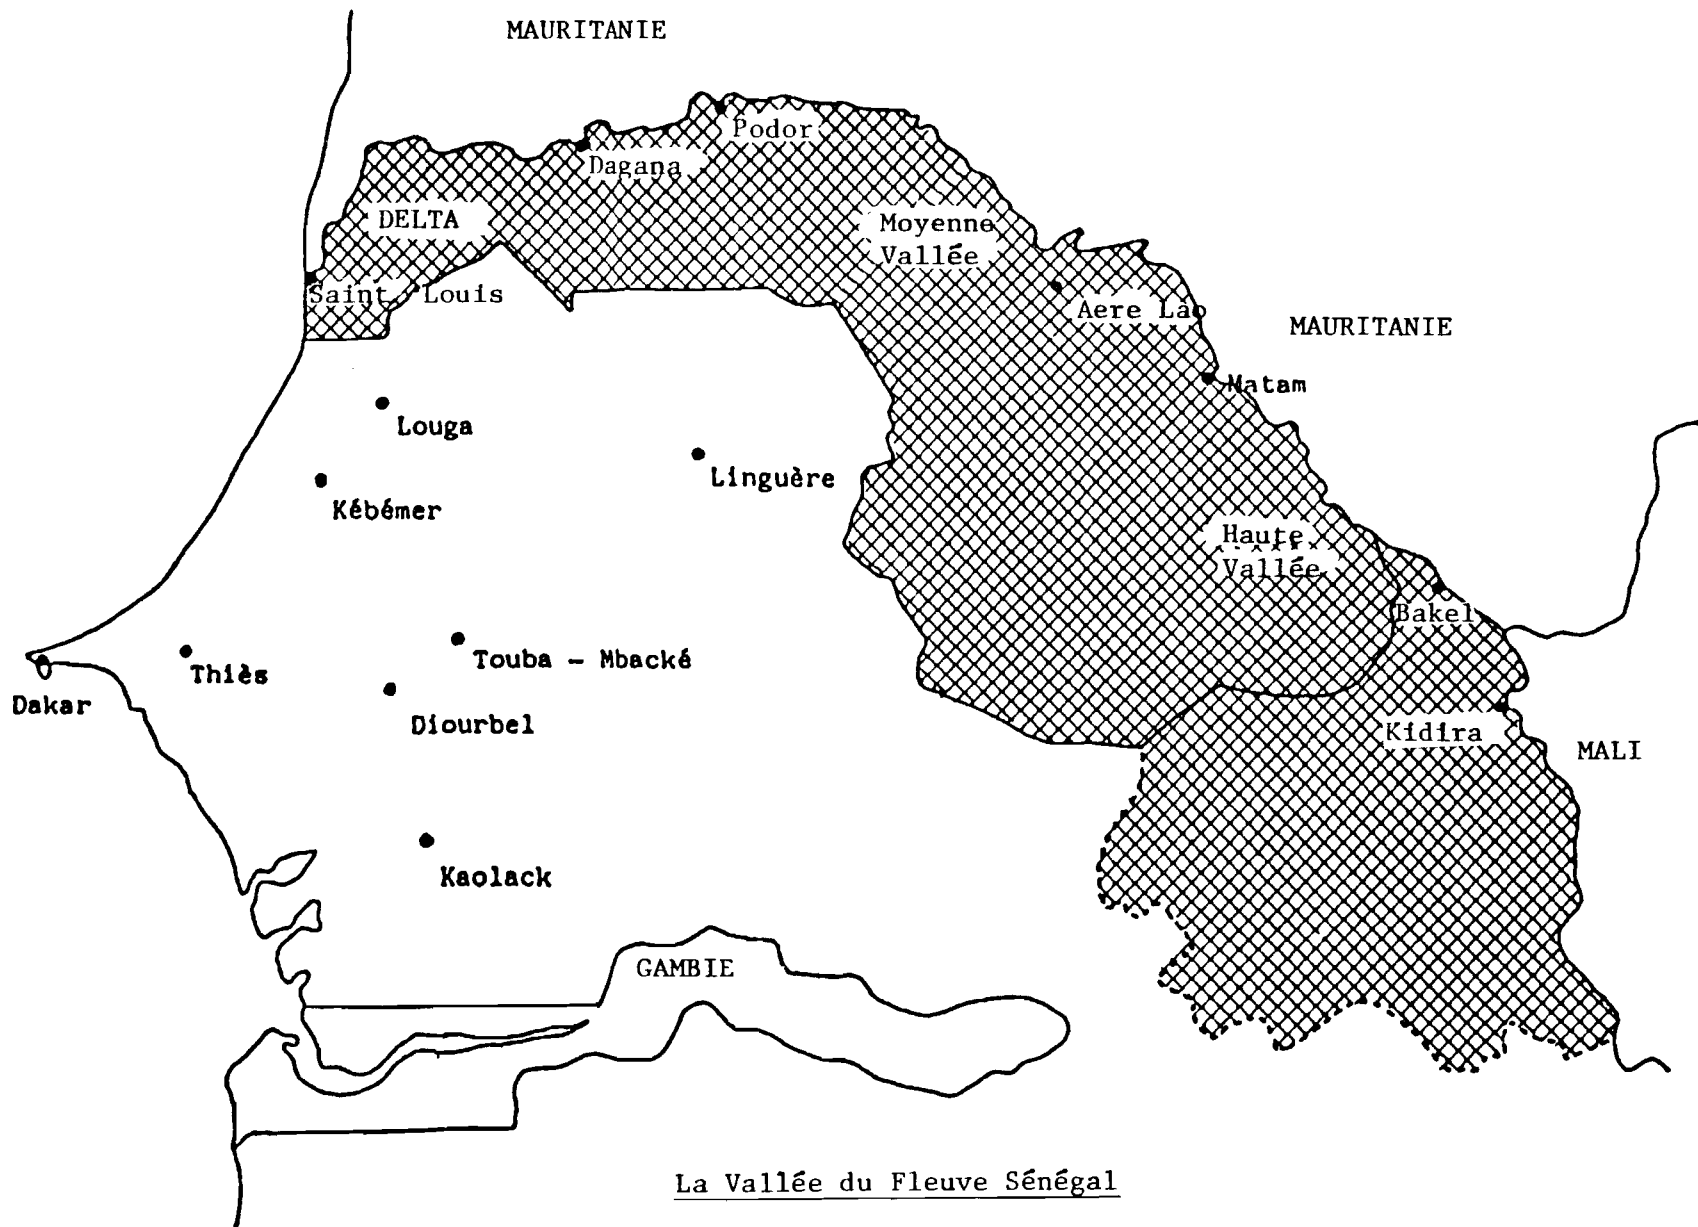 MAURITANIE
Podor
Dagana
DELTA
Moyenne
Vallée
Saint Louis
Aere Lao
MAURITANIE
Matam
Louga
Linguère
Kébémer
Haute
Vallée
Bakel
Touba - Mbacké
Thiès
Dakar
Diourbel
Kidira
MALI
Kaolack
GAMBIE
La Vallée du Fleuve Sénégal